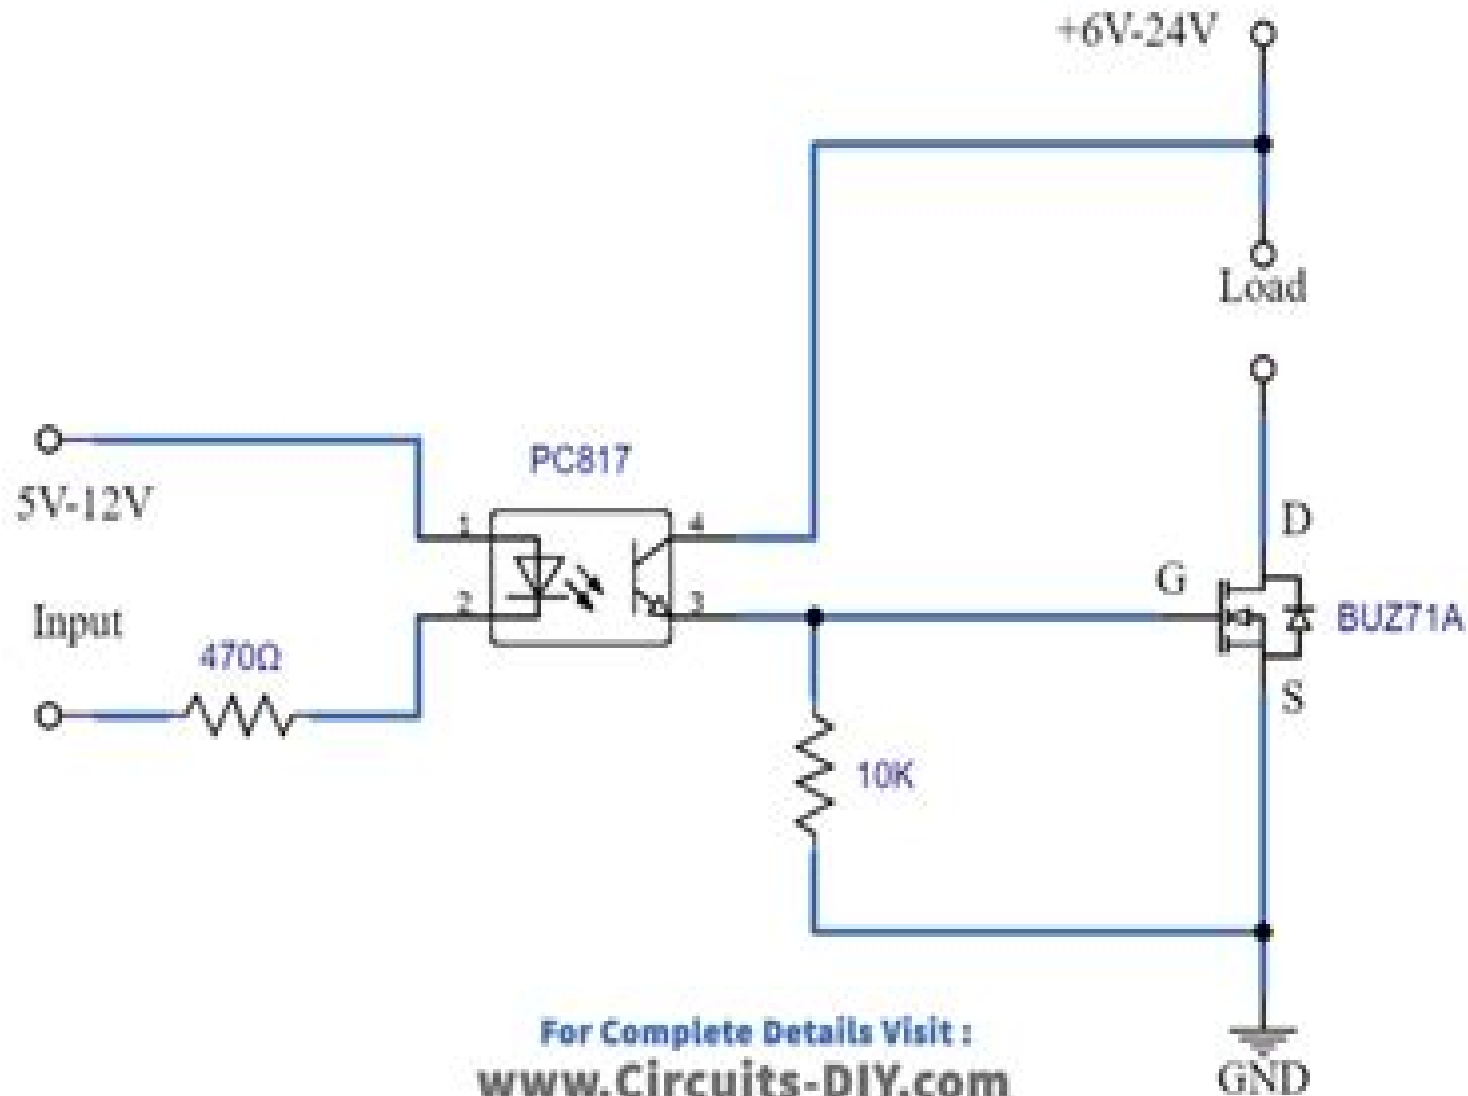 +6V-24V
Load
PC817
5V-12V
1
4
D
G
2
3
BUZ71A
Input
470Ω
S
10K
For Complete Details Visit :
www.Circuits-DIY.com
GND